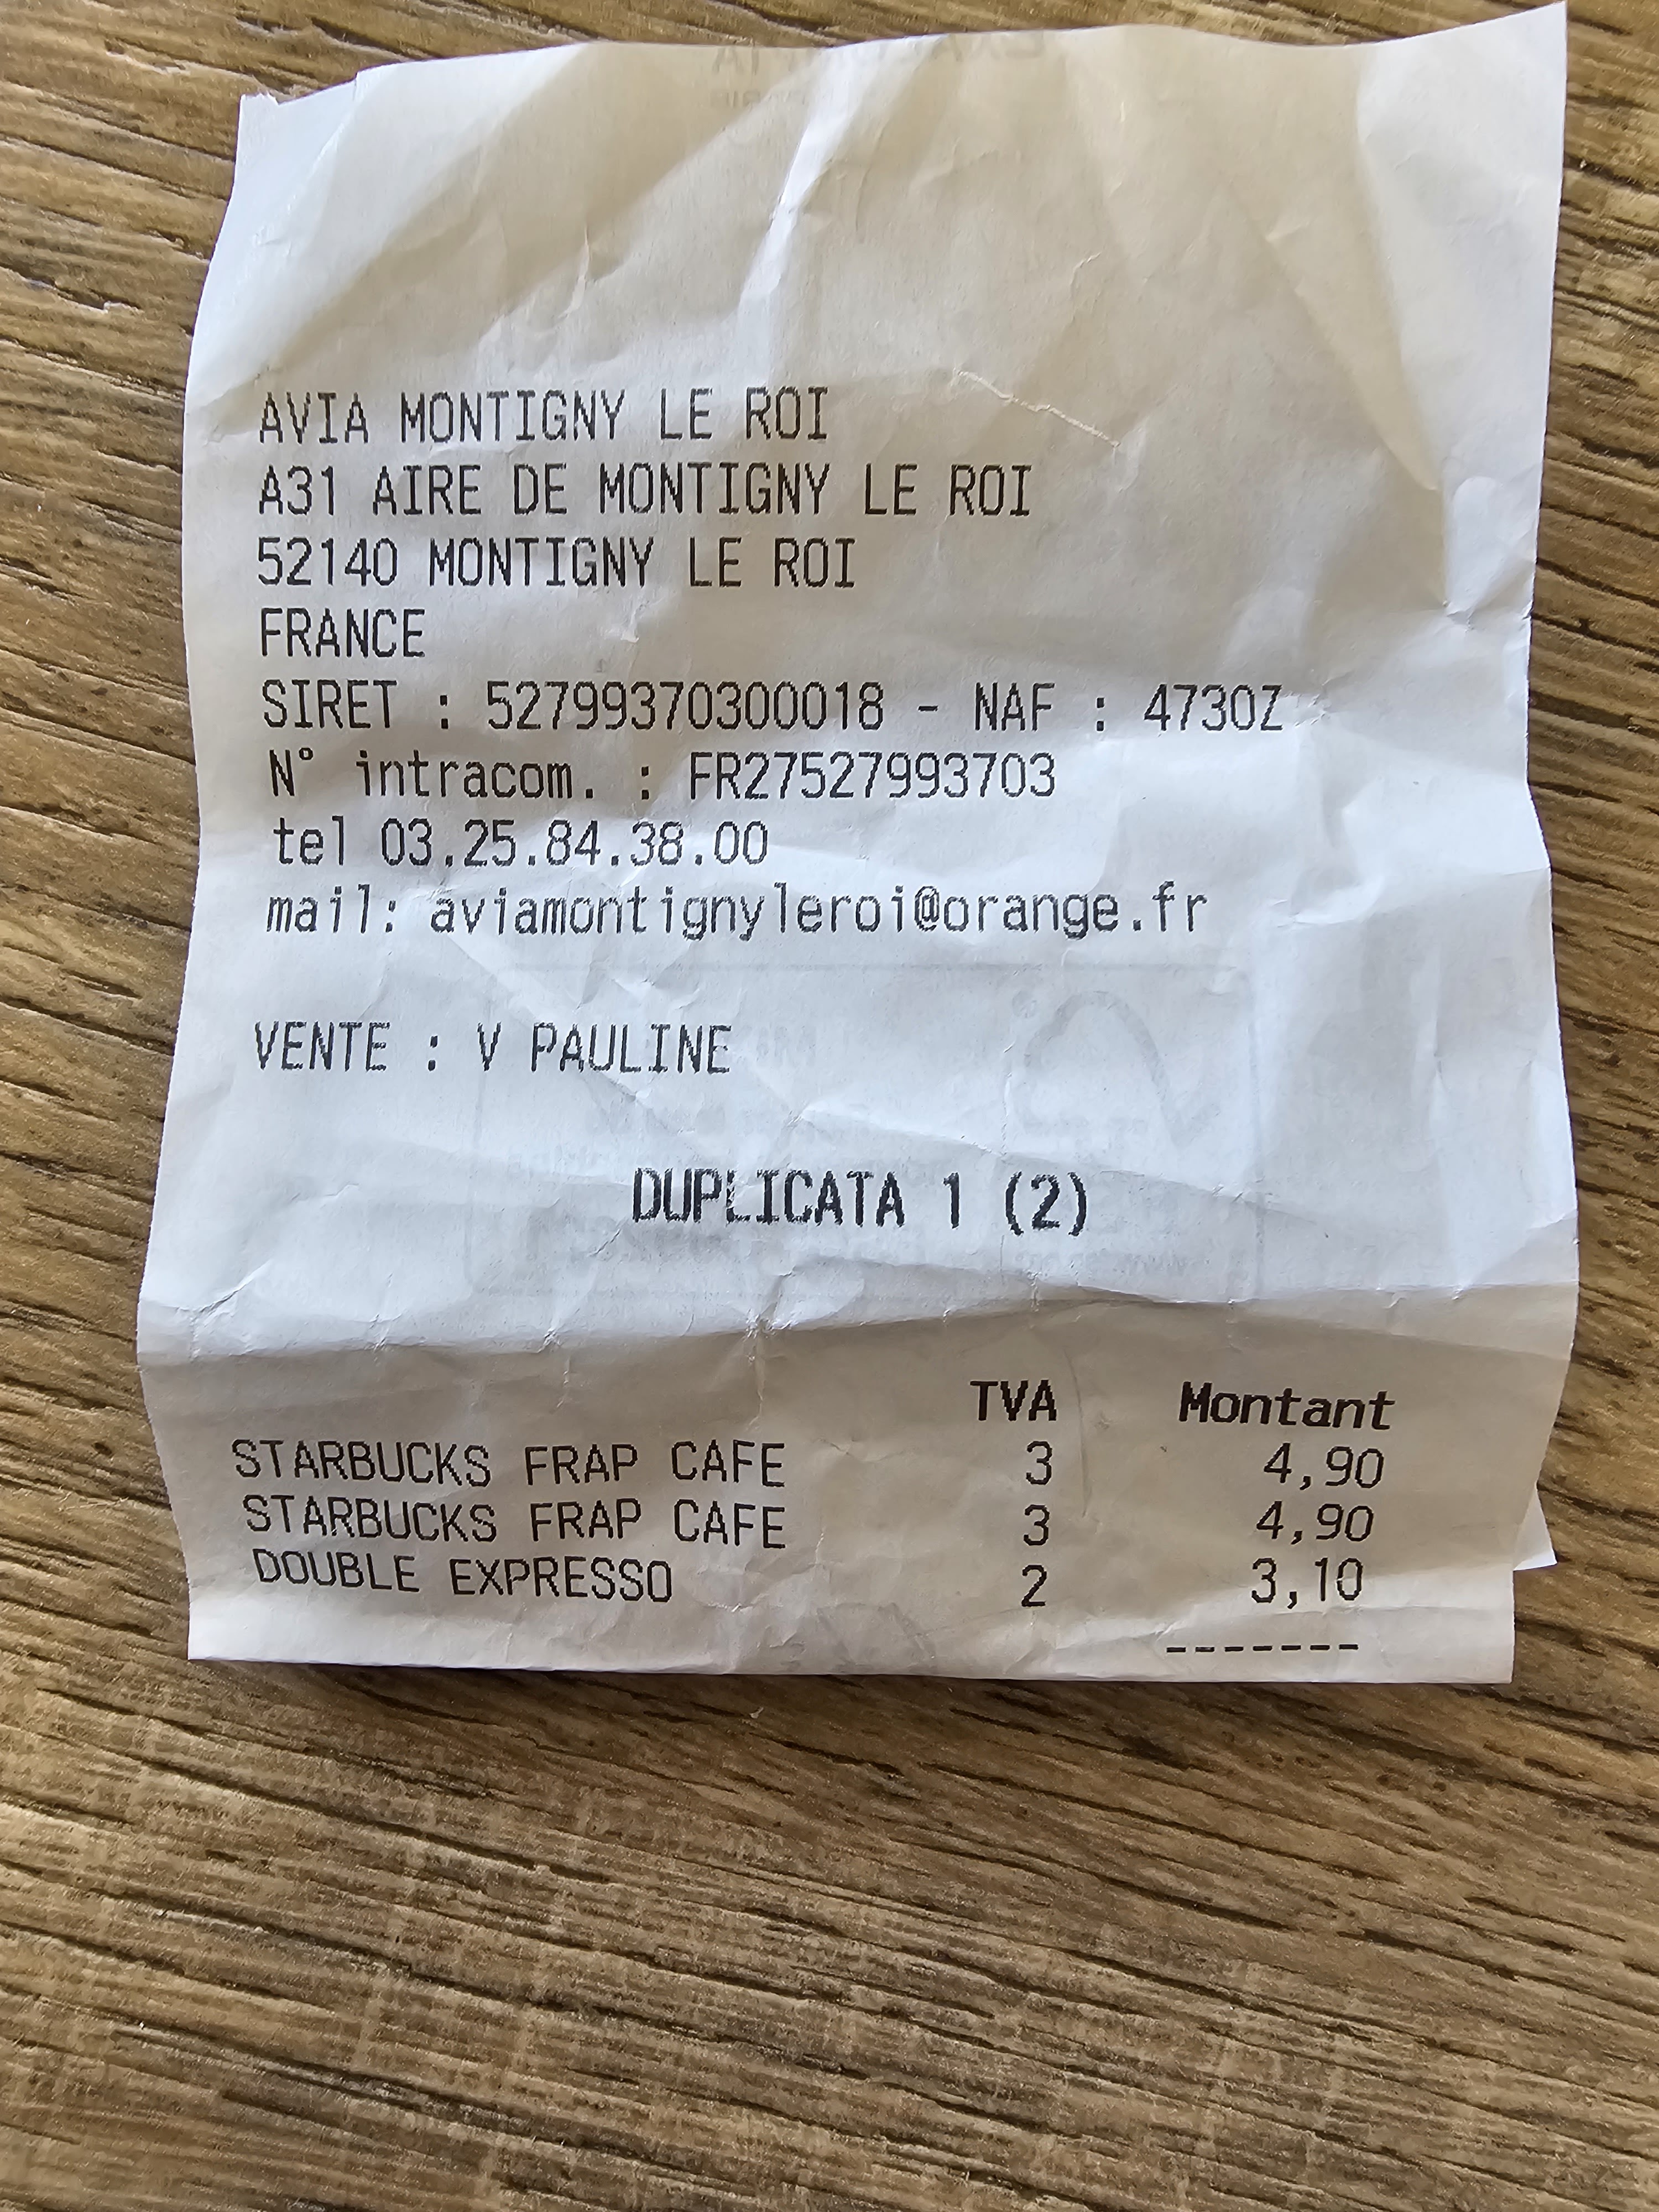 AVIA MONTIGNY LE ROI
A31 AIRE DE MONTIGNY LE ROI
52140 MONTIGNY LE ROI
FRANCE
SIRET : 52799370300018 - NAF : 4730Z
N° intracom. : FR27527993703
tel 03.25.84.38.00
mail: aviamontignyleroi@orange.fr
VENTE : V PAULINE
DUPLICATA 1 (2)
TVA Montant
STARBUCKS FRAP CAFE 3 4,90
STARBUCKS FRAP CAFE 3 4,90
DOUBLE EXPRESSO 2 3,10
-------